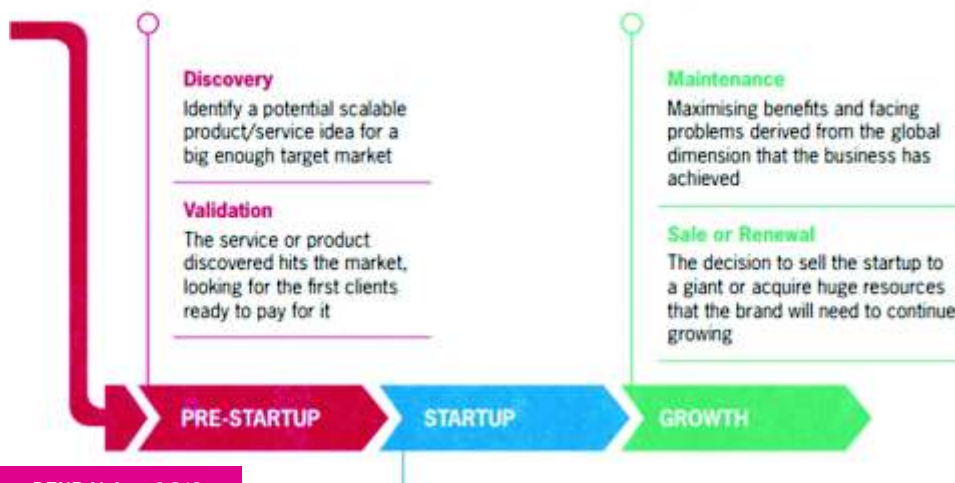 Discovery
Identify a potential scalable
product/service idea for a
big enough target market
Validation
The service or product
discovered hits the market,
looking for the first clients
ready to pay for it
Maintenance
Maximising benefits and facing
problems derived from the global
dimension that the business has
achieved
Sale or Renewal
The decision to sell the startup to
a giant or acquire huge resources
that the brand will need to continue
growing
PRE-STARTUP
STARTUP
GROWTH